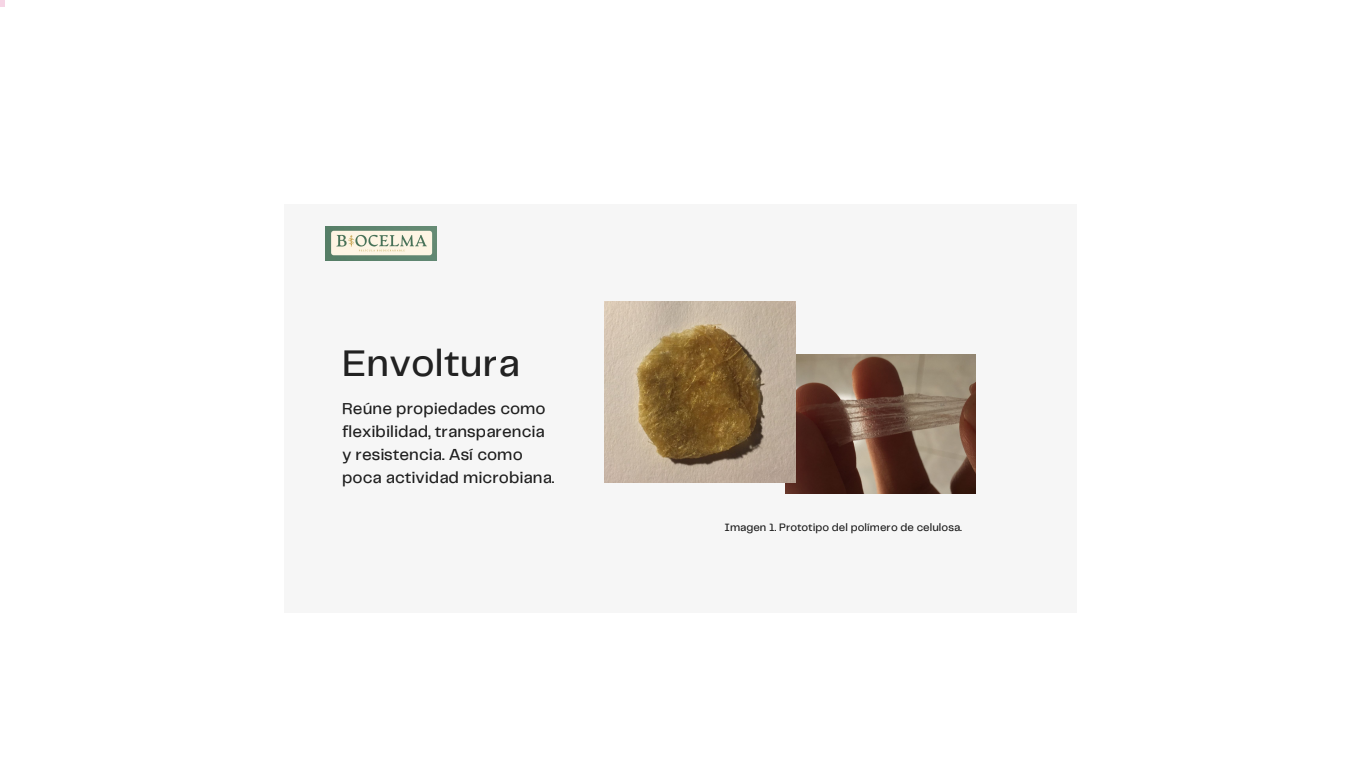 BIOCELMA
Envoltura
Reúne propiedades como
flexibilidad, transparencia
y resistencia. Así como
poca actividad microbiana.
Imagen 1. Prototipo del polímero de celulosa.